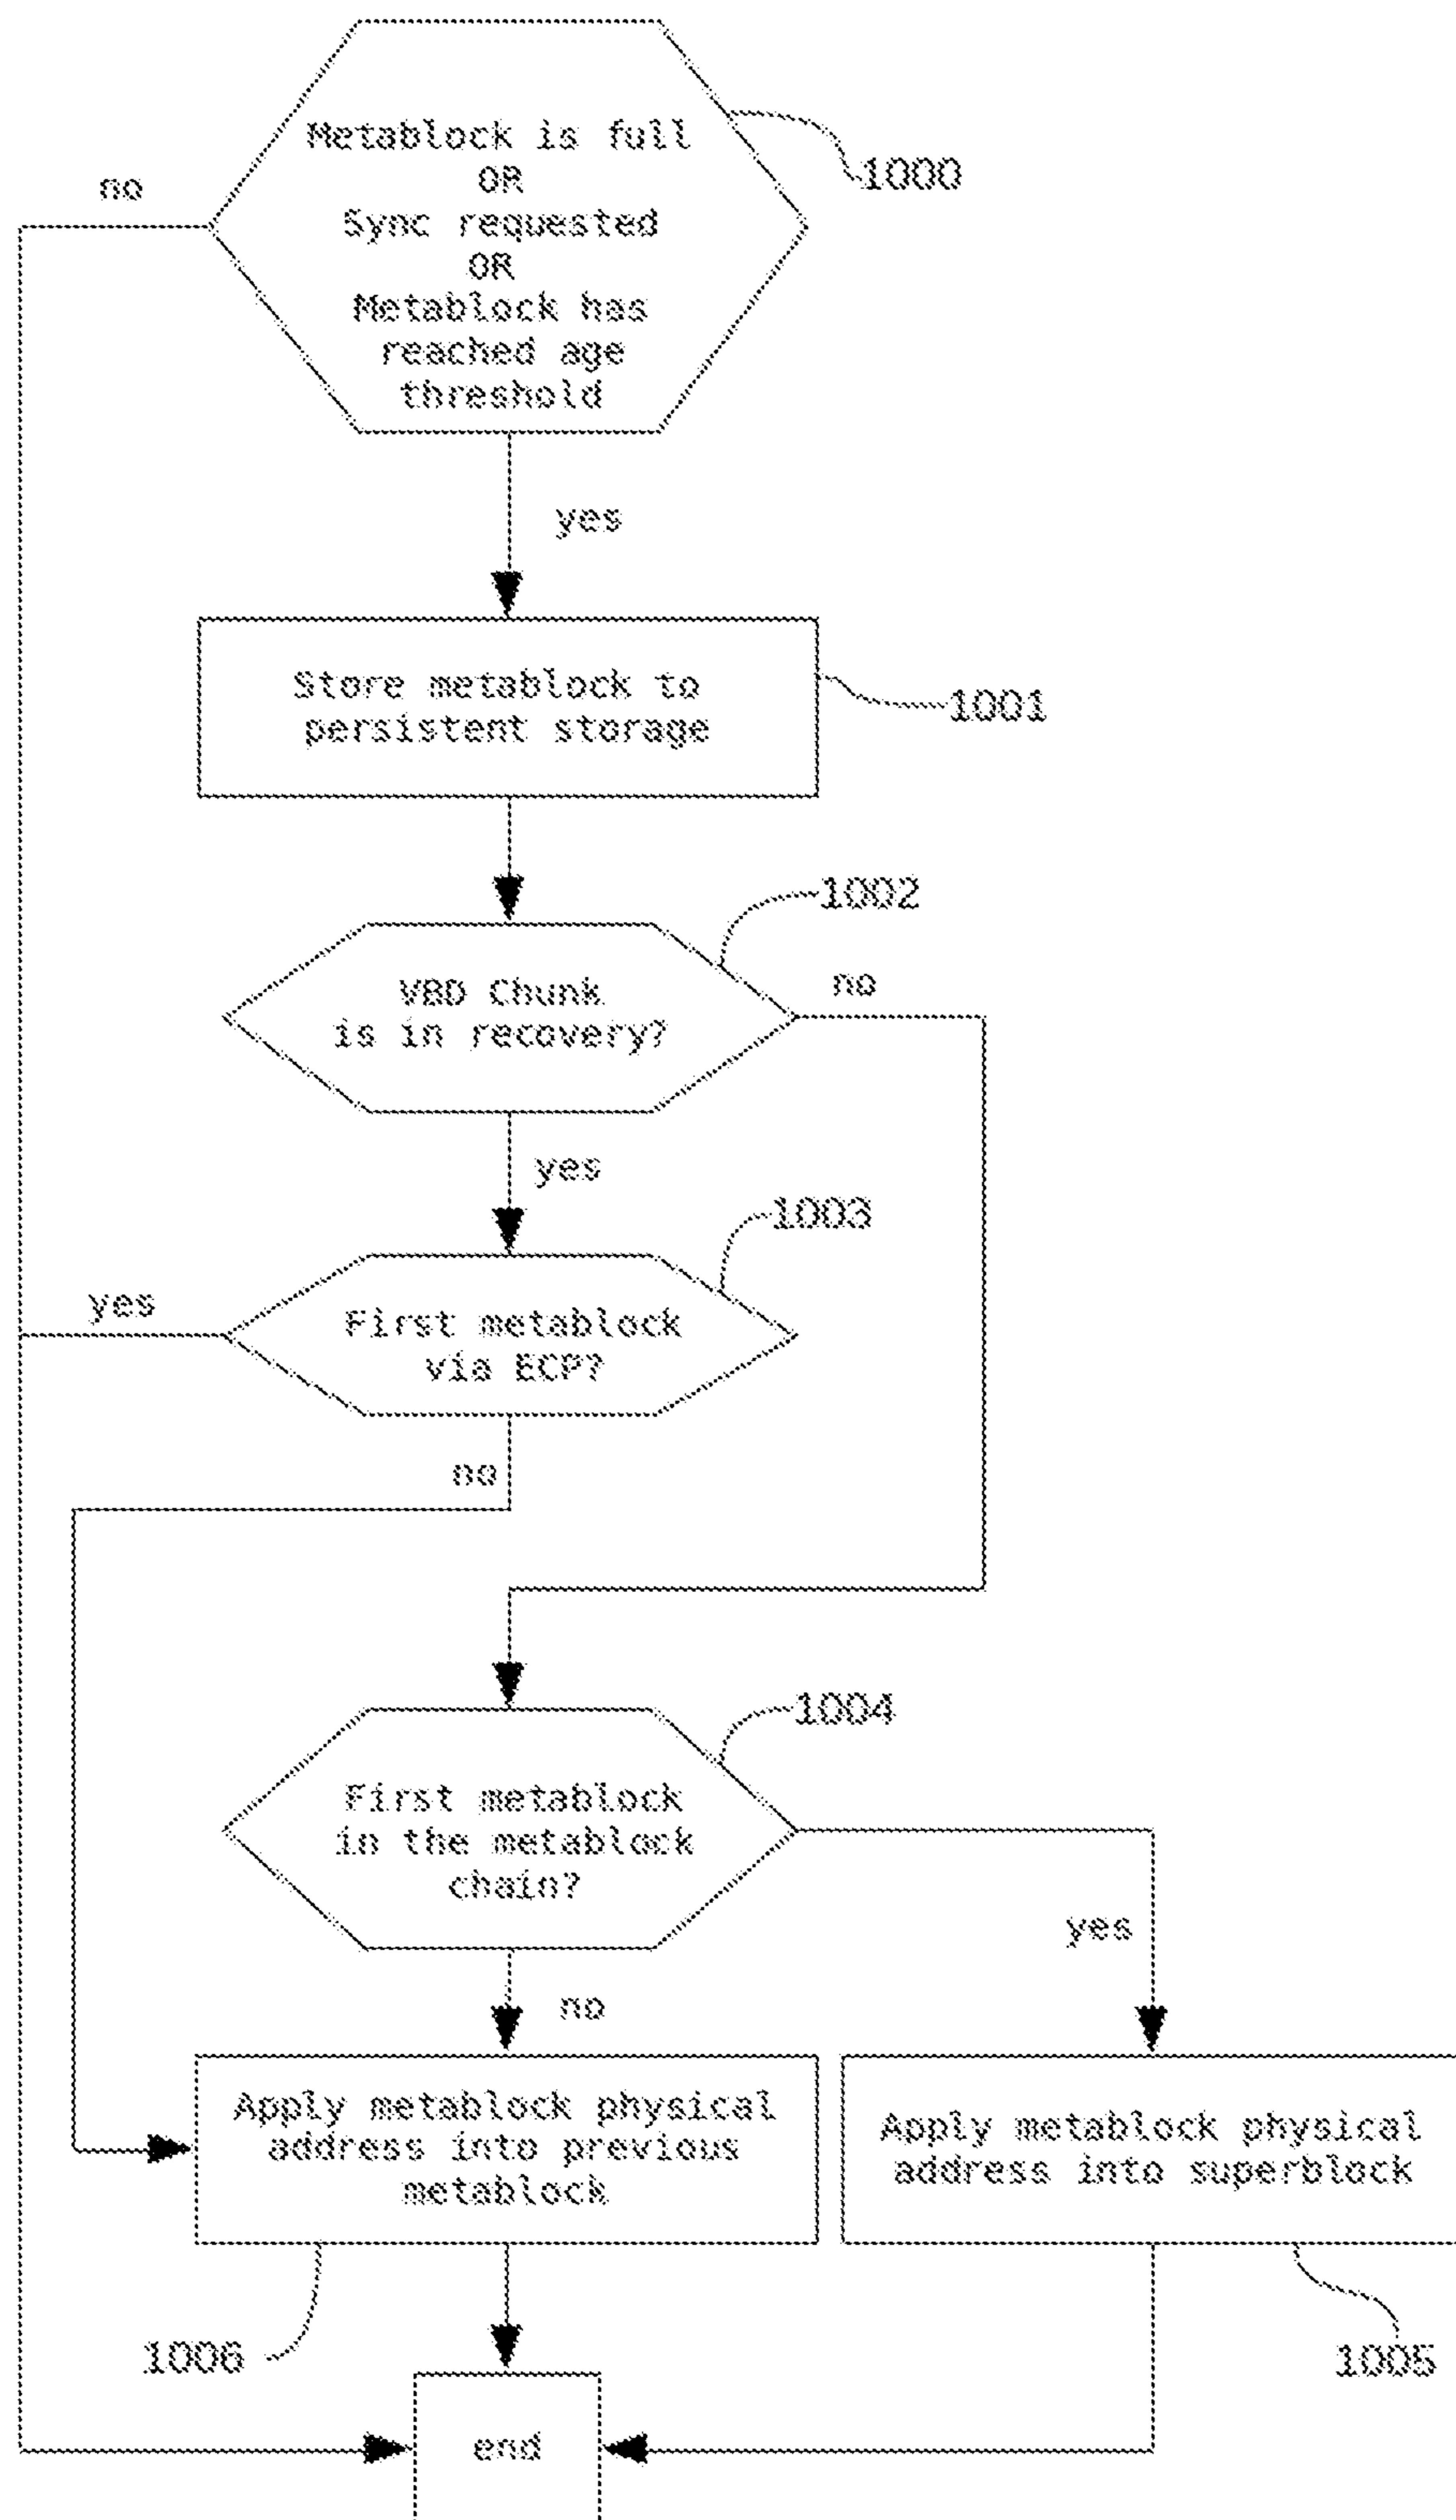 Metablock is full
1000
no
OR
Sync requested
OR
Metablock has
reached age
threshold
yes
Store metablock to
1001
persistent storage
1002
no
VBD Chunk
is in recovery?
yes
1003
yes
First metablock
via ECP?
no
1004
First metablock
in the metablock
chain?
yes
no
Apply metablock physical
address into previous
metablock
Apply metablock physical
address into superblock
1006
1005
end